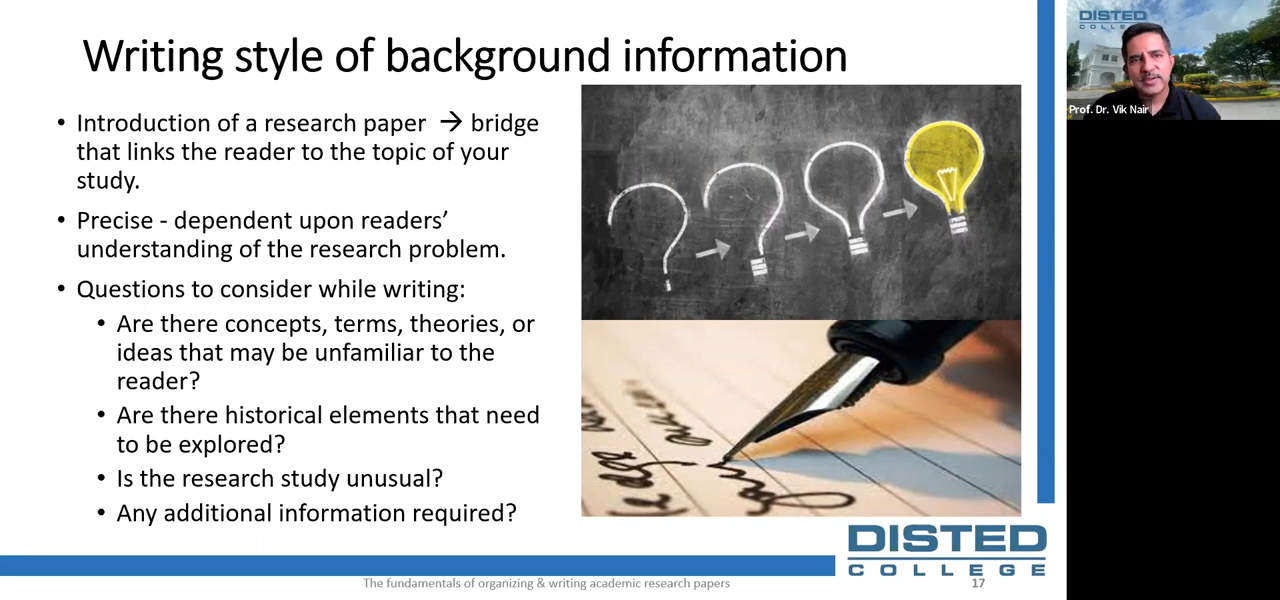 Writing style of background information
• Introduction of a research paper → bridge
that links the reader to the topic of your
study.
• Precise - dependent upon readers’
understanding of the research problem.
• Questions to consider while writing:
• Are there concepts, terms, theories, or
ideas that may be unfamiliar to the
reader?
• Are there historical elements that need
to be explored?
• Is the research study unusual?
• Any additional information required?
DISTED
COLLEGE
The fundamentals of organizing & writing academic research papers
17
DISTED
COLLEGE
Prof. Dr. Vik Nair